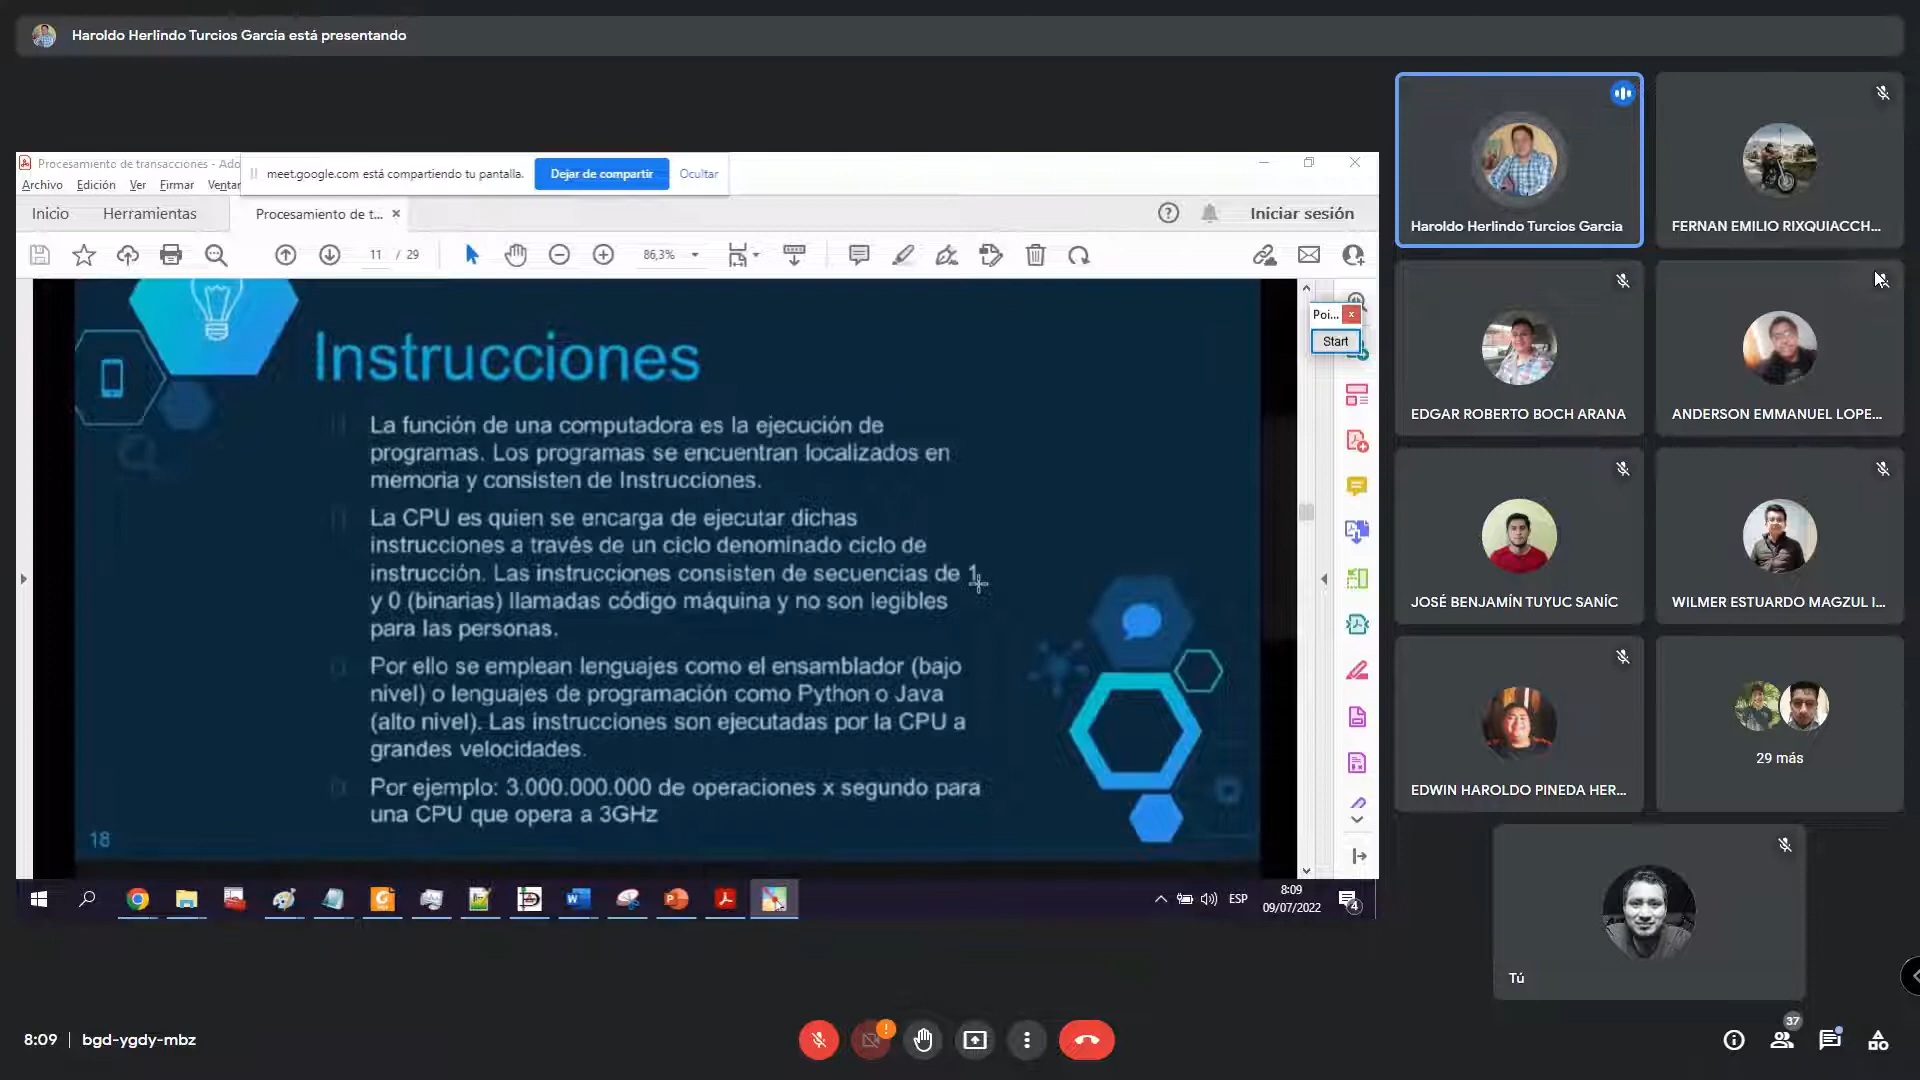 Haroldo Herlindo Turcios Garcia está presentando
Procesamiento de transacciones - Ado
meet.google.com está compartiendo tu pantalla.
Dejar de compartir
Ocultar
Archivo Edición Ver Firmar Ventan
Inicio Herramientas Procesamiento de t... Iniciar sesión
11 / 29 86,3%
Instrucciones
La función de una computadora es la ejecución de
programas. Los programas se encuentran localizados en
memoria y consisten de Instrucciones.
La CPU es quien se encarga de ejecutar dichas
instrucciones a través de un ciclo denominado ciclo de
instrucción. Las instrucciones consisten de secuencias de 1
y 0 (binarias) llamadas código máquina y no son legibles
para las personas.
Por ello se emplean lenguajes como el ensamblador (bajo
nivel) o lenguajes de programación como Python o Java
(alto nivel). Las instrucciones son ejecutadas por la CPU a
grandes velocidades.
Por ejemplo: 3.000.000.000 de operaciones x segundo para
una CPU que opera a 3GHz
18
Poi...
Start
ESP
8:09
09/07/2022
4
Haroldo Herlindo Turcios Garcia
FERNAN EMILIO RIXQUIACCH...
EDGAR ROBERTO BOCH ARANA
ANDERSON EMMANUEL LOPE...
JOSÉ BENJAMÍN TUYUC SANÍC
WILMER ESTUARDO MAGZUL I...
EDWIN HAROLDO PINEDA HER...
29 más
Tú
8:09 | bgd-ygdy-mbz
37